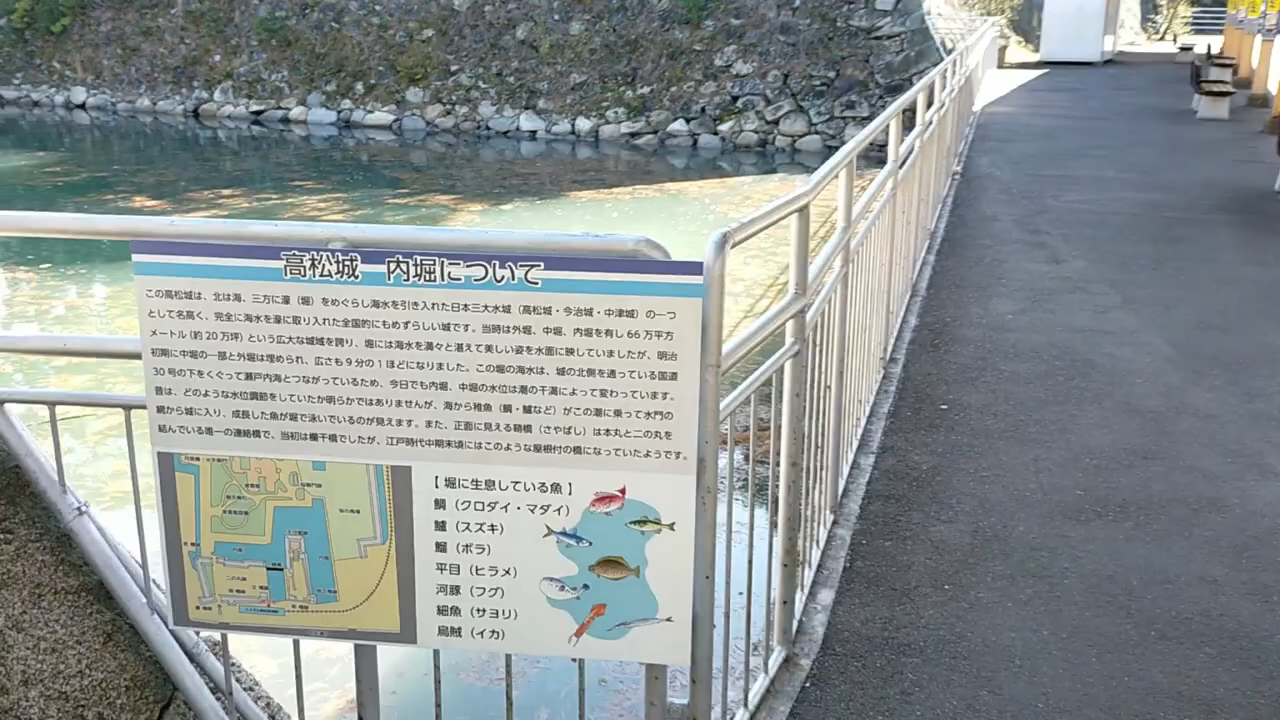 高松城　内堀について
この高松城は、北は海、三方に濠（堀）をめぐらし海水を引き入れた日本三大水城（高松城・今治城・中津城）の一つ
として名高く、完全に海水を濠に取り入れた全国的にもめずらしい城です。当時は外堀、中堀、内堀を有し66万平方
メートル（約20万坪）という広大な城域を誇り、堀には海水を満々と湛えて美しい姿を水面に映していましたが、明治
初期に中堀の一部と外堀は埋められ、広さも９分の１ほどになりました。この堀の海水は、城の北側を通っている国道
30号の下をくぐって瀬戸内海とつながっているため、今日でも内堀、中堀の水位は潮の干満によって変わっています。
昔は、どのような水位調節をしていたか明らかではありませんが、海から稚魚（鯛・鱸など）がこの潮に乗って水門の
網から城に入り、成長した魚が堀で泳いでいるのが見えます。また、正面に見える鞘橋（さやばし）は本丸と二の丸を
結んでいる唯一の連絡橋で、当初は欄干橋でしたが、江戸時代中期末頃にはこのような屋根付の橋になっていたようです。
【 堀に生息している魚 】
鯛（クロダイ・マダイ）
鱸（スズキ）
鰡（ボラ）
平目（ヒラメ）
河豚（フグ）
細魚（サヨリ）
烏賊（イカ）
内堀
二の丸跡
桜の馬場